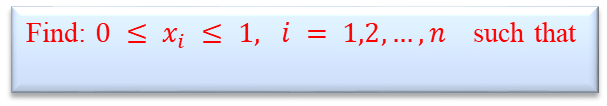 Find: 0 ≤ xᵢ ≤ 1, i = 1,2, … , n such that